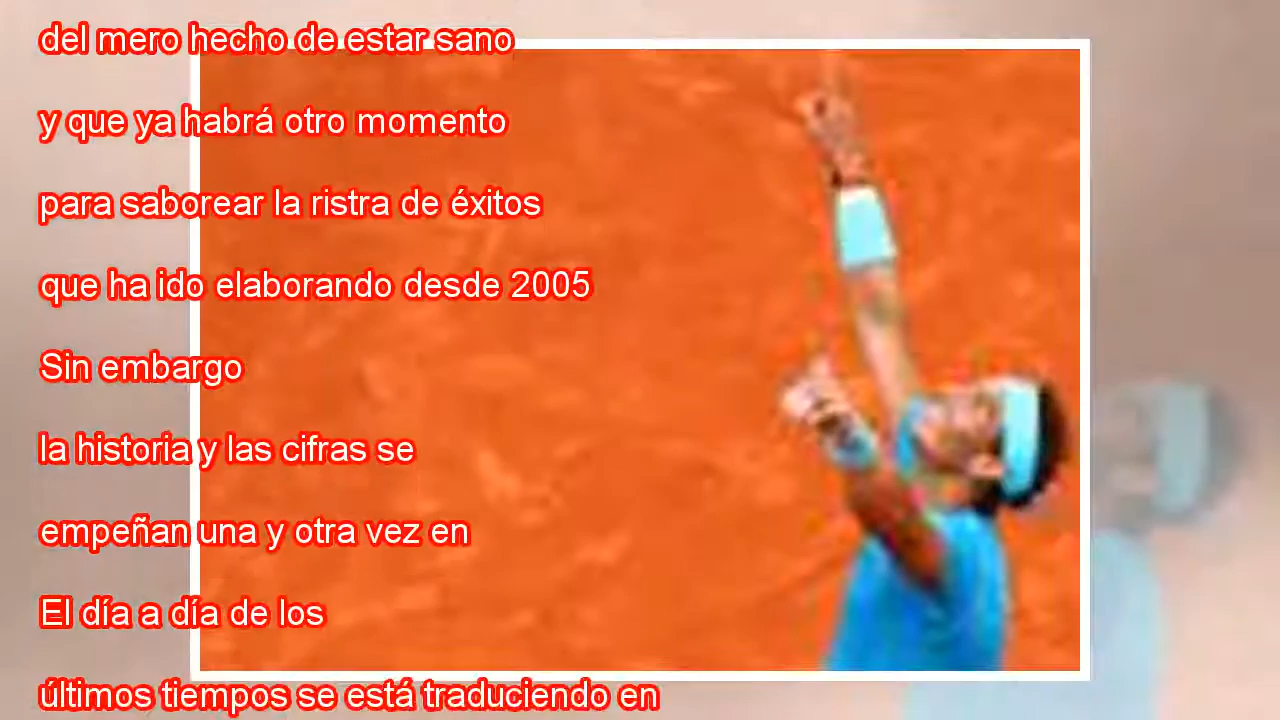 del mero hecho de estar sano
y que ya habrá otro momento
para saborear la ristra de éxitos
que ha ido elaborando desde 2005
Sin embargo
la historia y las cifras se
empeñan una y otra vez en
El día a día de los
últimos tiempos se está traduciendo en